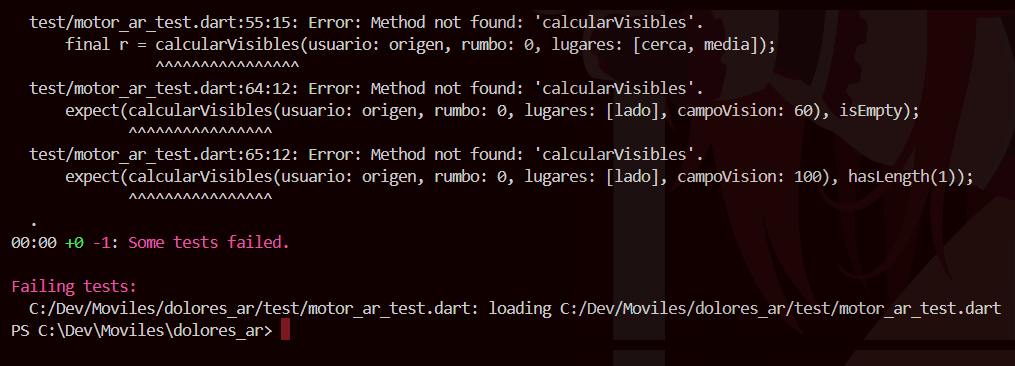 test/motor_ar_test.dart:55:15: Error: Method not found: 'calcularVisibles'.
final r = calcularVisibles(usuario: origen, rumbo: 0, lugares: [cerca, media]);
^^^^^^^^^^^^^^^^
test/motor_ar_test.dart:64:12: Error: Method not found: 'calcularVisibles'.
expect(calcularVisibles(usuario: origen, rumbo: 0, lugares: [lado], campoVision: 60), isEmpty);
^^^^^^^^^^^^^^^^
test/motor_ar_test.dart:65:12: Error: Method not found: 'calcularVisibles'.
expect(calcularVisibles(usuario: origen, rumbo: 0, lugares: [lado], campoVision: 100), hasLength(1));
^^^^^^^^^^^^^^^^
.
00:00 +0 -1: Some tests failed.
Failing tests:
C:/Dev/Moviles/dolores_ar/test/motor_ar_test.dart: loading C:/Dev/Moviles/dolores_ar/test/motor_ar_test.dart
PS C:\Dev\Moviles\dolores_ar>